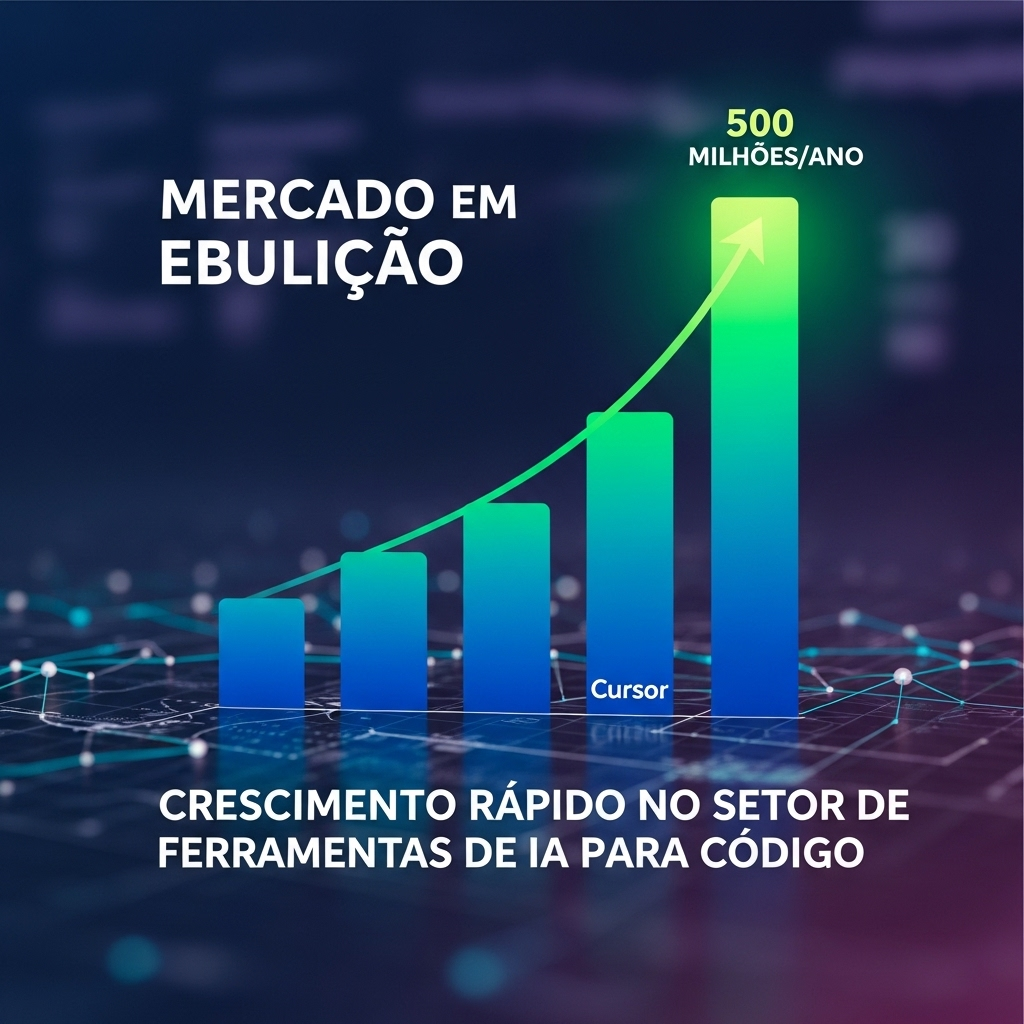 500
MILHÕES/ANO
MERCADO EM
EBULIÇÃO
Cursor
CRESCIMENTO RÁPIDO NO SETOR DE
FERRAMENTAS DE IA PARA CÓDIGO